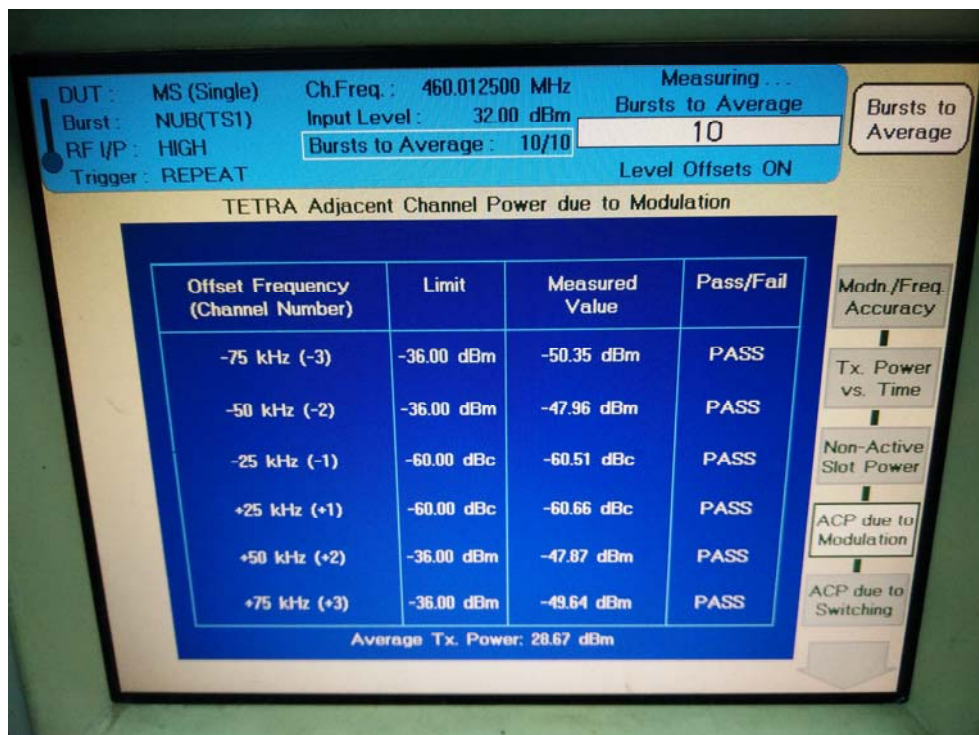 DUT : MS (Single) Ch.Freq. : 460.012500 MHz Measuring ...
Burst : NUB(TS1) Input Level : 32.00 dBm Bursts to Average
RF I/P : HIGH Bursts to Average : 10/10 10
Trigger : REPEAT Level Offsets ON
Bursts to
Average
TETRA Adjacent Channel Power due to Modulation
Offset Frequency Limit Measured Pass/Fail
(Channel Number) Value
-75 kHz (-3) -36.00 dBm -50.35 dBm PASS
-50 kHz (-2) -36.00 dBm -47.96 dBm PASS
-25 kHz (-1) -60.00 dBc -60.51 dBc PASS
+25 kHz (+1) -60.00 dBc -60.66 dBc PASS
+50 kHz (+2) -36.00 dBm -47.87 dBm PASS
+75 kHz (+3) -36.00 dBm -49.64 dBm PASS
Average Tx. Power: 28.67 dBm
Modn./Freq.
Accuracy
Tx. Power
vs. Time
Non-Active
Slot Power
ACP due to
Modulation
ACP due to
Switching